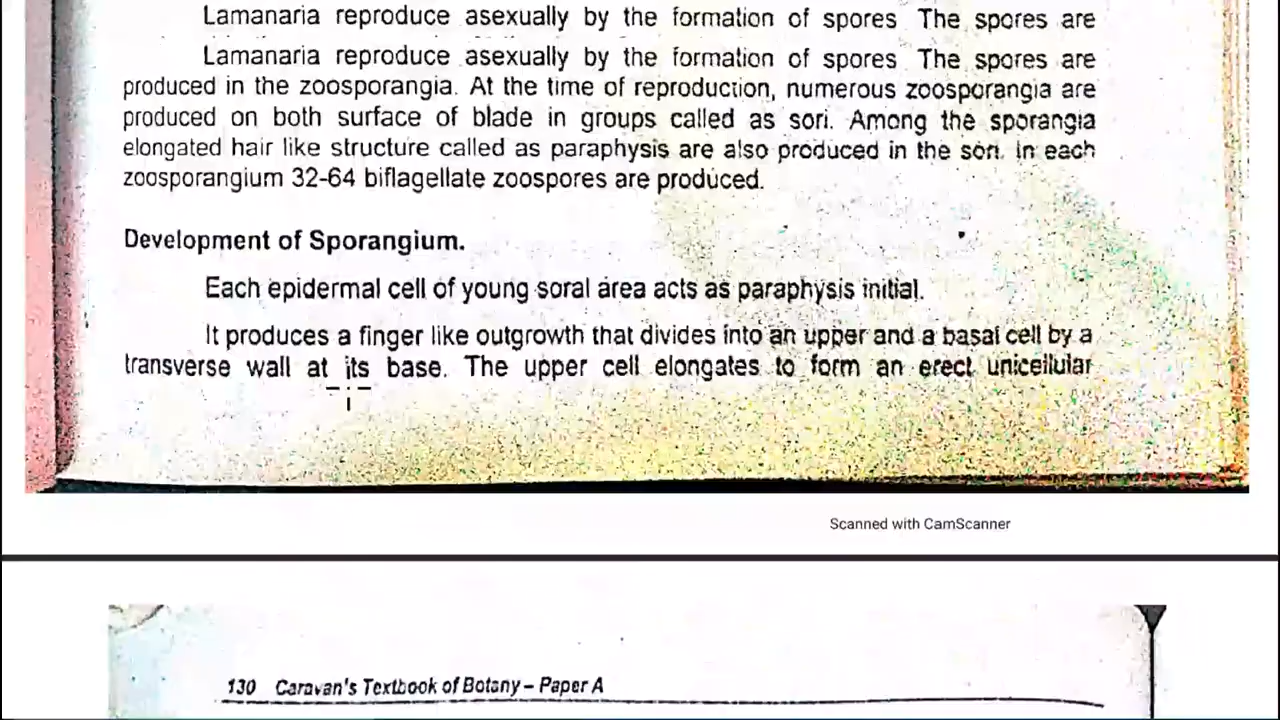 Lamanaria reproduce asexually by the formation of spores The spores are
Lamanaria reproduce asexually by the formation of spores The spores are
produced in the zoosporangia. At the time of reproduction, numerous zoosporangia are
produced on both surface of blade in groups called as sori. Among the sporangia
elongated hair like structure called as paraphysis are also produced in the sori. In each
zoosporangium 32-64 biflagellate zoospores are produced.
Development of Sporangium.
Each epidermal cell of young soral area acts as paraphysis initial.
It produces a finger like outgrowth that divides into an upper and a basal cell by a
transverse wall at its base. The upper cell elongates to form an erect unicellular
Scanned with CamScanner
130 Caravan's Textbook of Botany – Paper A